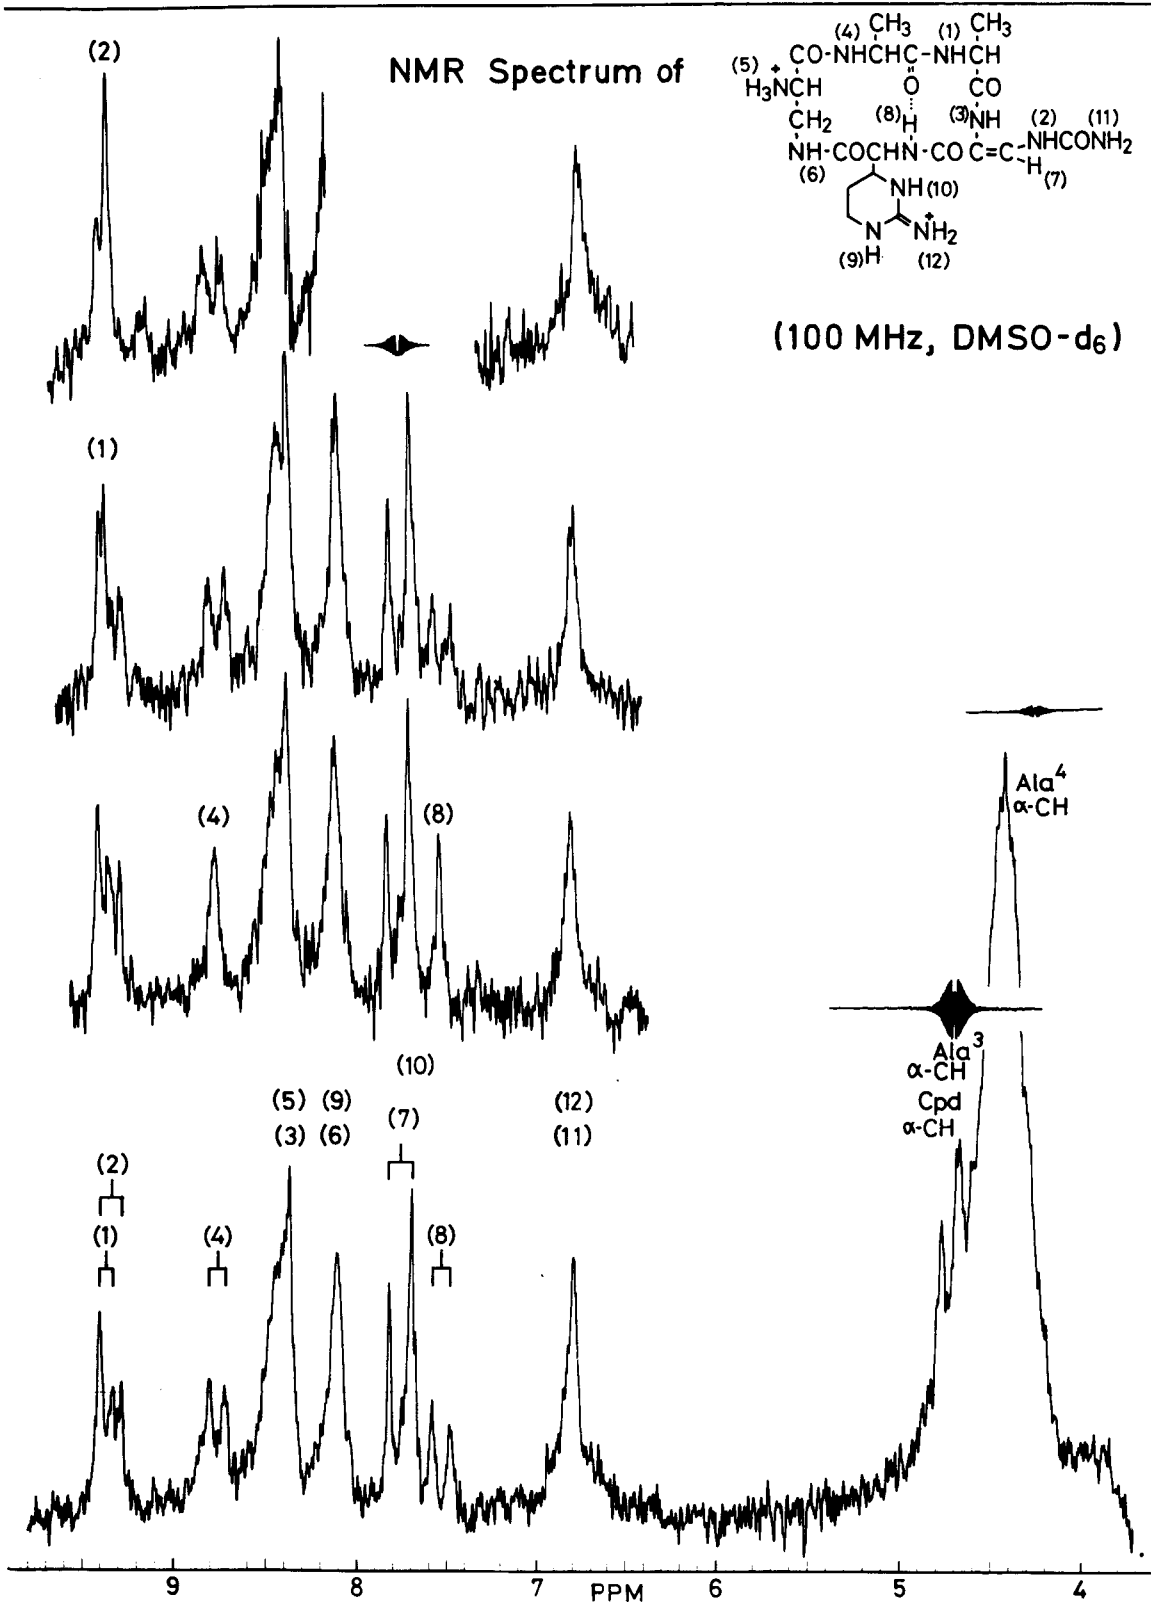 (2)
NMR Spectrum of
(4) CH3 (1) CH3
CO-NHCHC-NHCH
(5) + H3NCH O CO
CH2 (8) H (3)NH (2) (11)
NH-COCHN-CO C=C-NHCONH2
(6) H (7)
NH (10)
N + NH2
(9)H (12)
(100 MHz, DMSO-d6)
(1)
(4) (8)
Ala4
α-CH
Ala3
α-CH
Cpd
α-CH
(10)
(5) (9) (7) (12)
(3) (6) (11)
(2)
(1) (4) (8)
9 8 7 PPM 6 5 4